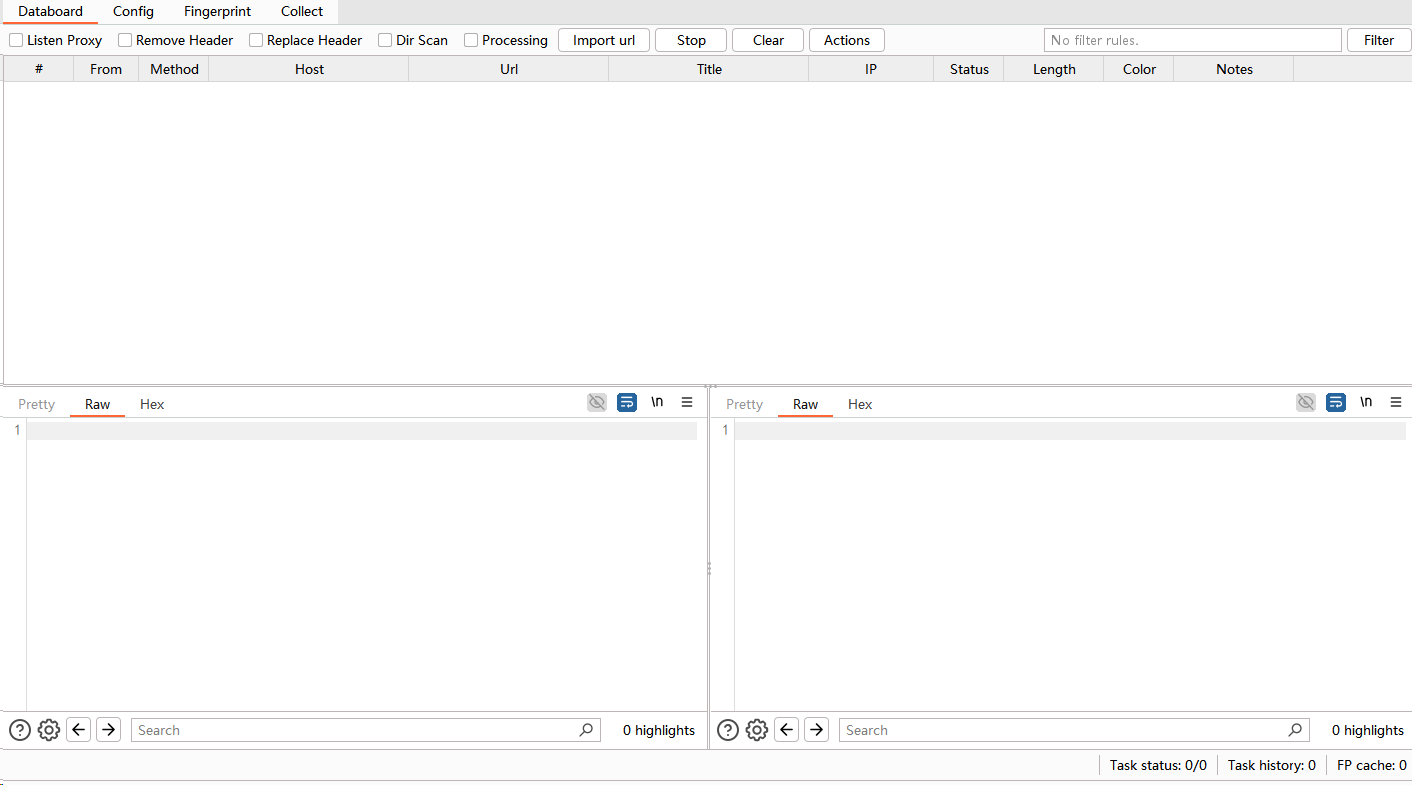 Databoard Config Fingerprint Collect
Listen Proxy Remove Header Replace Header Dir Scan Processing Import url Stop Clear Actions No filter rules. Filter
# From Method Host Url Title IP Status Length Color Notes
Pretty Raw Hex \n Pretty Raw Hex \n
1 1
Search 0 highlights Search 0 highlights
Task status: 0/0 Task history: 0 FP cache: 0